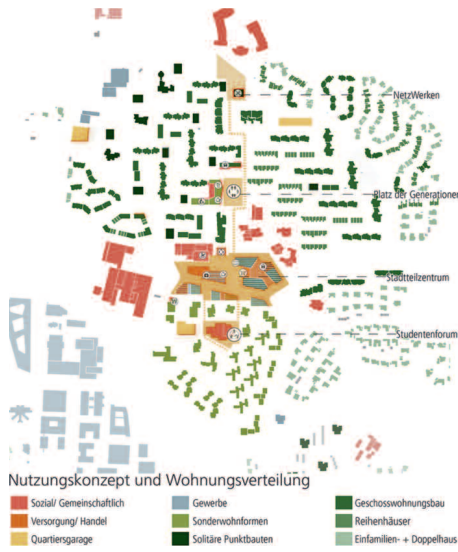 NetzWerken
Platz der Generationen
Stadtteilzentrum
Studentenforum
Nutzungskonzept und Wohnungsverteilung
Sozial/ Gemeinschaftlich
Gewerbe
Geschosswohnungsbau
Versorgung/ Handel
Sonderwohnformen
Reihenhäuser
Quartiersgarage
Solitäre Punktbauten
Einfamilien- + Doppelhaus